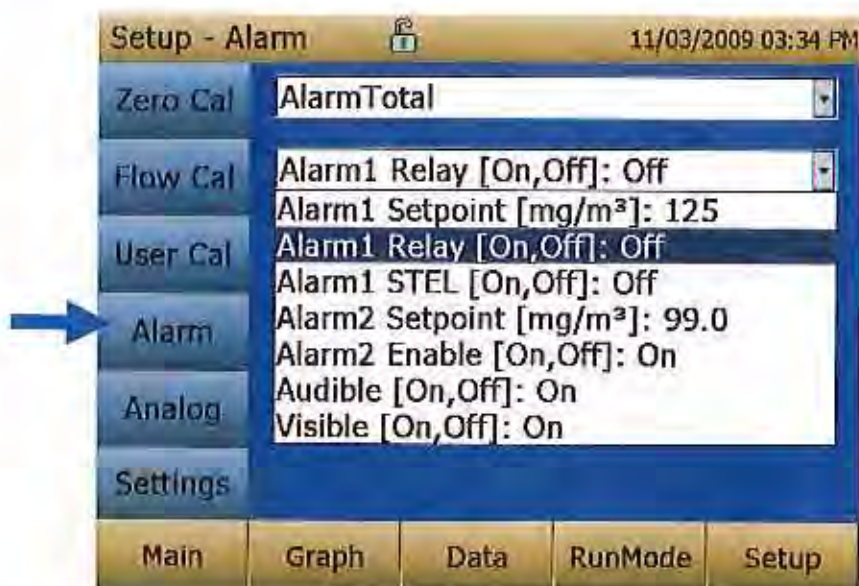 Setup - Alarm 11/03/2009 03:34 PM
Zero Cal
AlarmTotal
Flow Cal
Alarm1 Relay [On,Off]: Off
Alarm1 Setpoint [mg/m³]: 125
User Cal
Alarm1 Relay [On,Off]: Off
Alarm1 STEL [On,Off]: Off
Alarm
Alarm2 Setpoint [mg/m³]: 99.0
Alarm2 Enable [On,Off]: On
Analog
Audible [On,Off]: On
Visible [On,Off]: On
Settings
Main Graph Data RunMode Setup